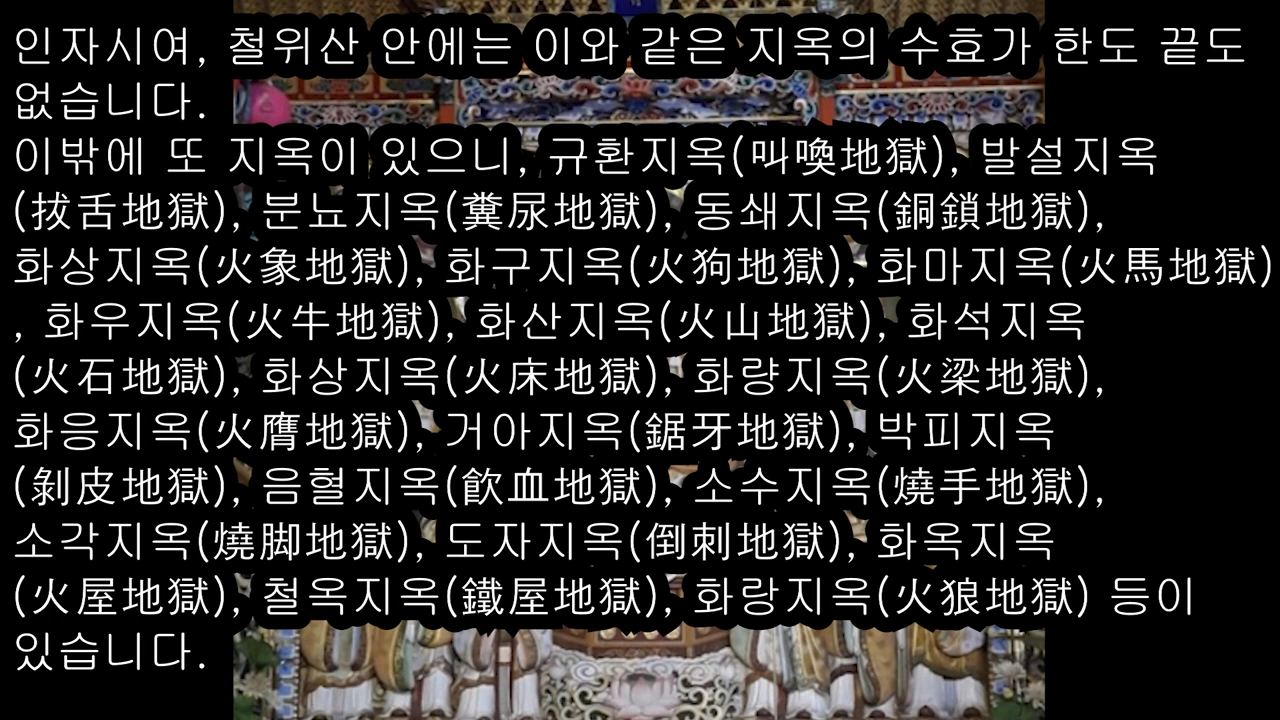 인자시여, 철위산 안에는 이와 같은 지옥의 수효가 한도 끝도
없습니다.
이밖에 또 지옥이 있으니, 규환지옥(叫喚地獄), 발설지옥
(拔舌地獄), 분뇨지옥(糞尿地獄), 동쇄지옥(銅鎖地獄),
화상지옥(火象地獄), 화구지옥(火狗地獄), 화마지옥(火馬地獄)
, 화우지옥(火牛地獄), 화산지옥(火山地獄), 화석지옥
(火石地獄), 화상지옥(火床地獄), 화량지옥(火梁地獄),
화응지옥(火膺地獄), 거아지옥(鋸牙地獄), 박피지옥
(剝皮地獄), 음혈지옥(飮血地獄), 소수지옥(燒手地獄),
소각지옥(燒脚地獄), 도자지옥(倒刺地獄), 화옥지옥
(火屋地獄), 철옥지옥(鐵屋地獄), 화랑지옥(火狼地獄) 등이
있습니다.